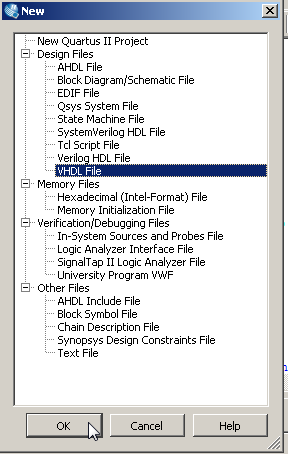 New
New Quartus II Project
Design Files
AHDL File
Block Diagram/Schematic File
EDIF File
Qsys System File
State Machine File
SystemVerilog HDL File
Tcl Script File
Verilog HDL File
VHDL File
Memory Files
Hexadecimal (Intel-Format) File
Memory Initialization File
Verification/Debugging Files
In-System Sources and Probes File
Logic Analyzer Interface File
SignalTap II Logic Analyzer File
University Program VWF
Other Files
AHDL Include File
Block Symbol File
Chain Description File
Synopsys Design Constraints File
Text File
OK Cancel Help